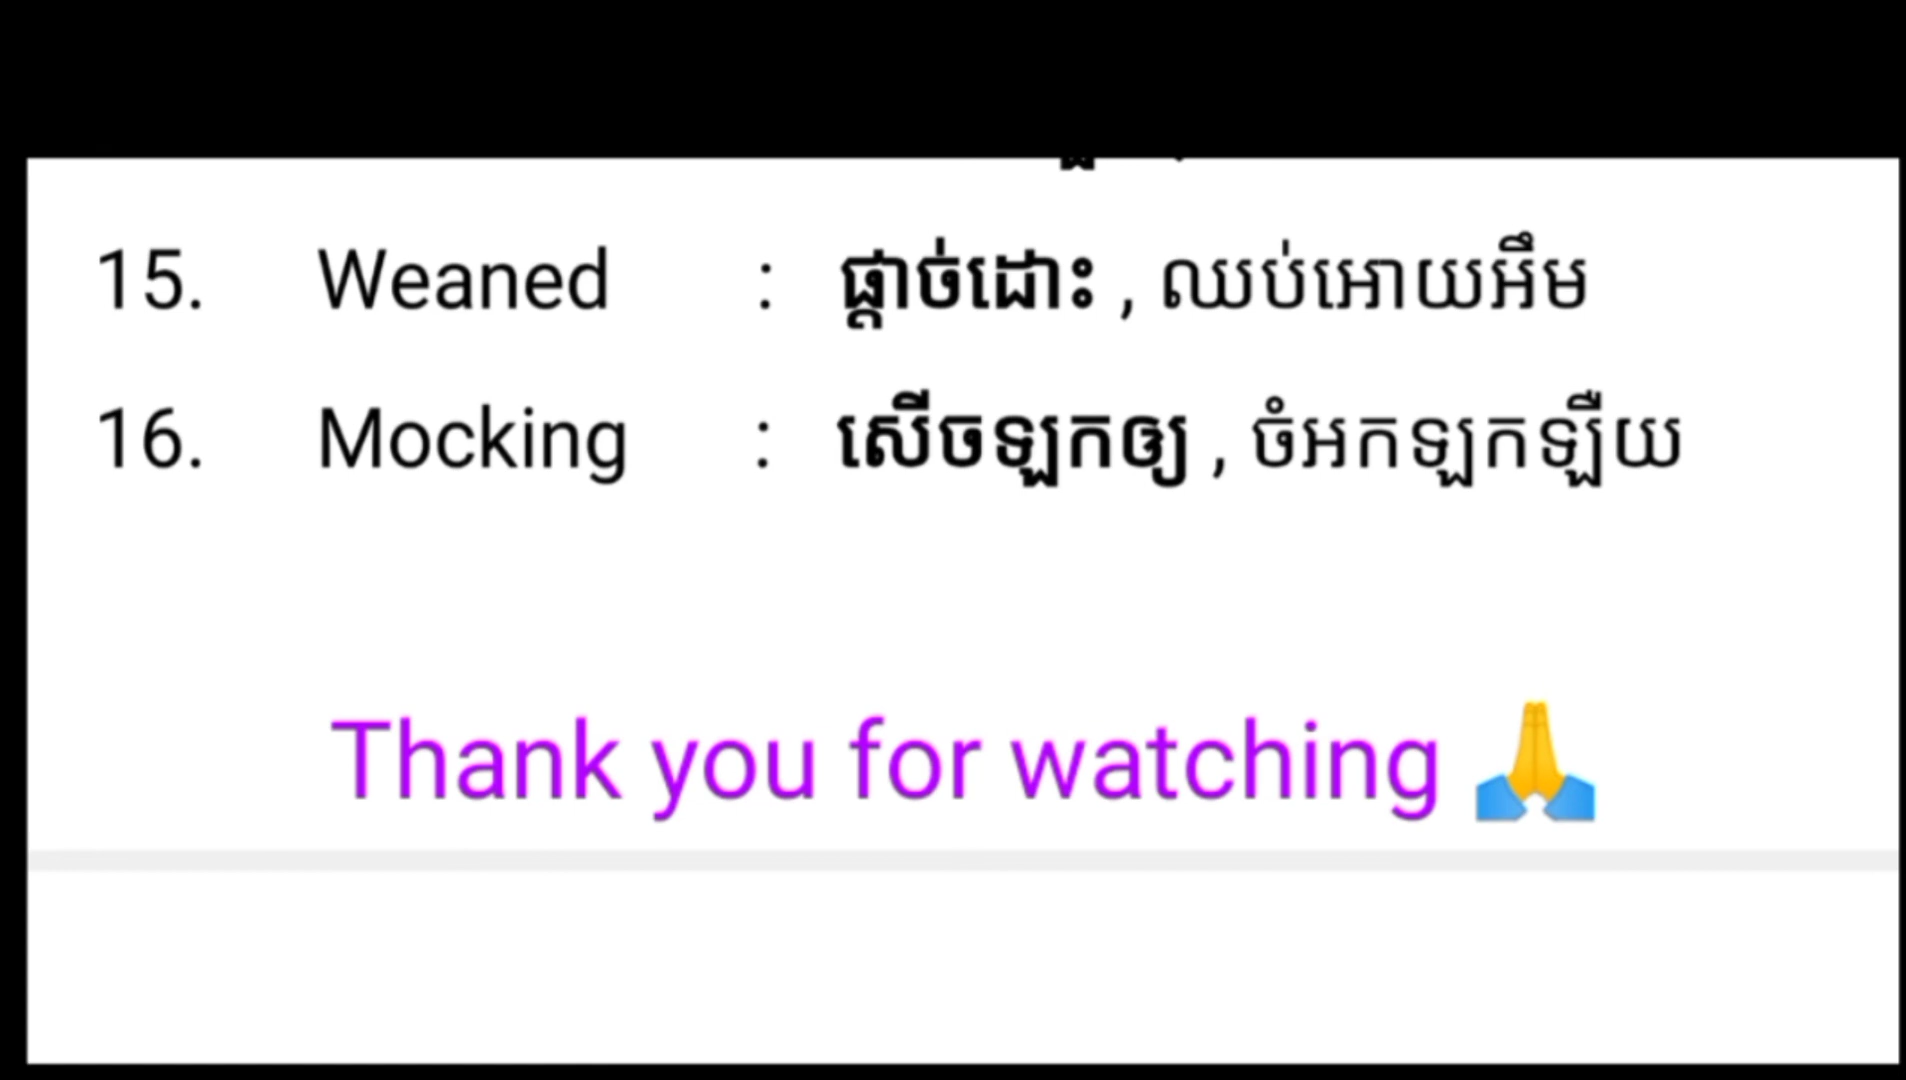 15. Weaned : ផ្តាច់ដោះ , ឈប់អោយអឹម
16. Mocking : សើចឡកឲ្យ , ចំអកឡកឡឺយ
Thank you for watching 🙏